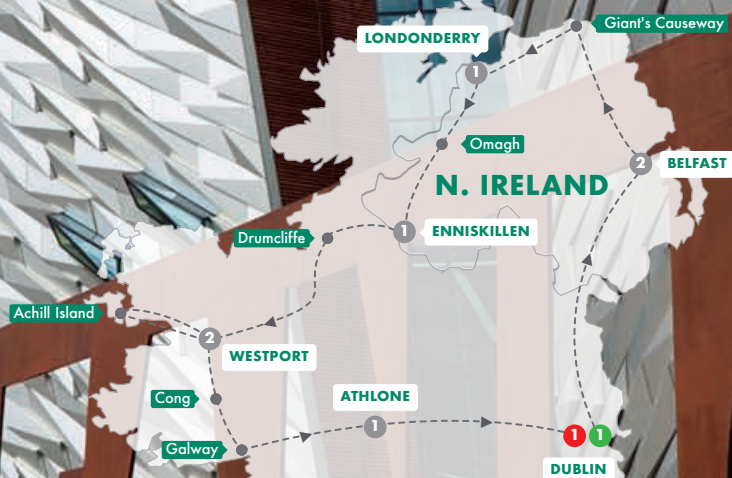 Giant's Causeway
LONDONDERRY
1
Omagh
2
BELFAST
N. IRELAND
1
ENNISKILLEN
Drumcliffe
Achill Island
2
WESTPORT
Cong
ATHLONE
1
Galway
1
1
DUBLIN